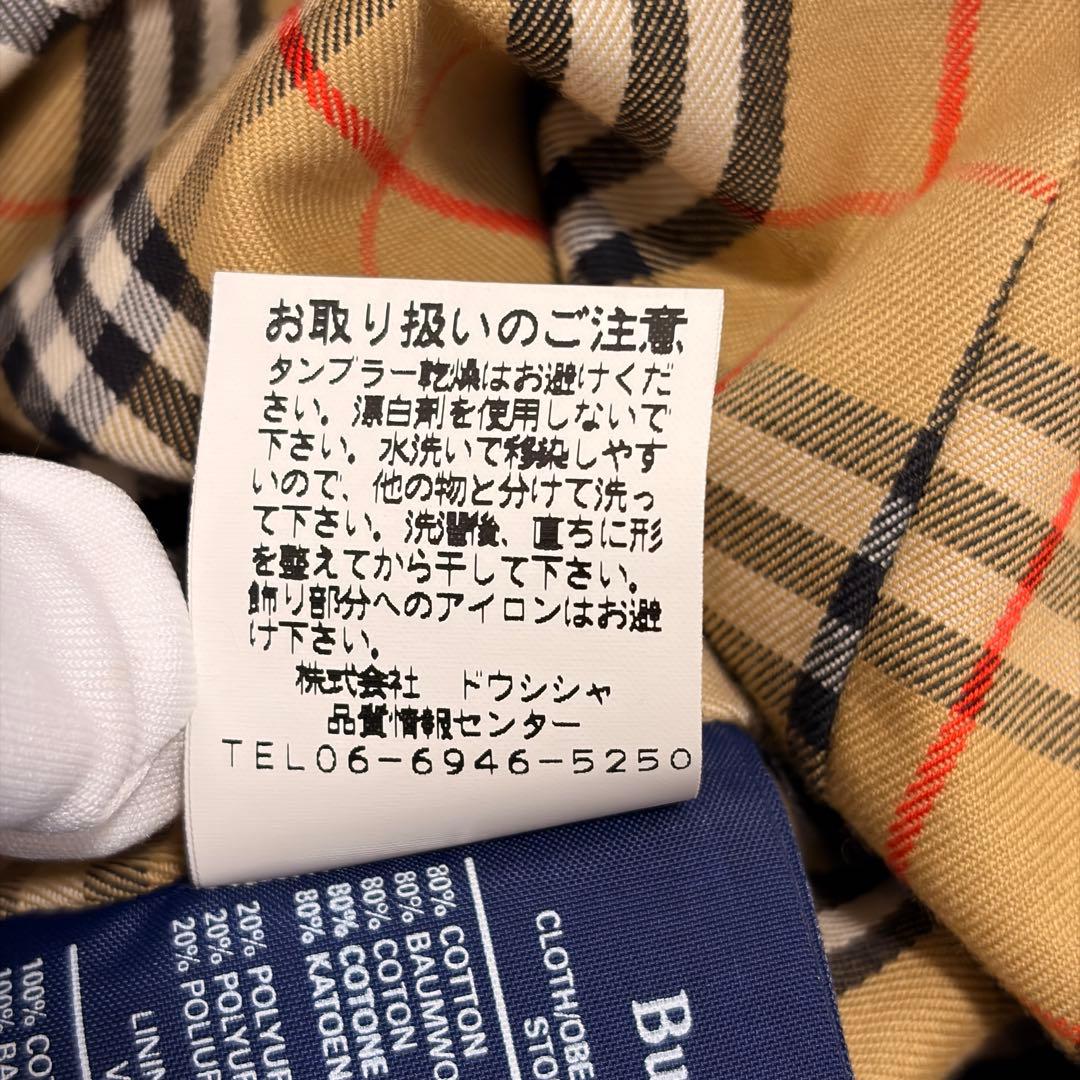 お取り扱いのご注意
タンブラー乾燥はお避けくだ
さい。漂白剤を使用しないで
下さい。水洗いで移染しやす
いので、他の物と分けて洗っ
て下さい。洗濯後、直ちに形
を整えてから干して下さい。
飾り部分へのアイロンはお避
け下さい。
株式会社 ドウシシャ
品質情報センター
TEL06-6946-5250
Bu
CLOTH/OBE
STO
80% COTTON
80% BAUMWO
80% COTON
80% COTONE
80% KATOEN
20% POLYUR
20% POLYUR
20% POLIUR
LININ
V
100% COT
100% BA